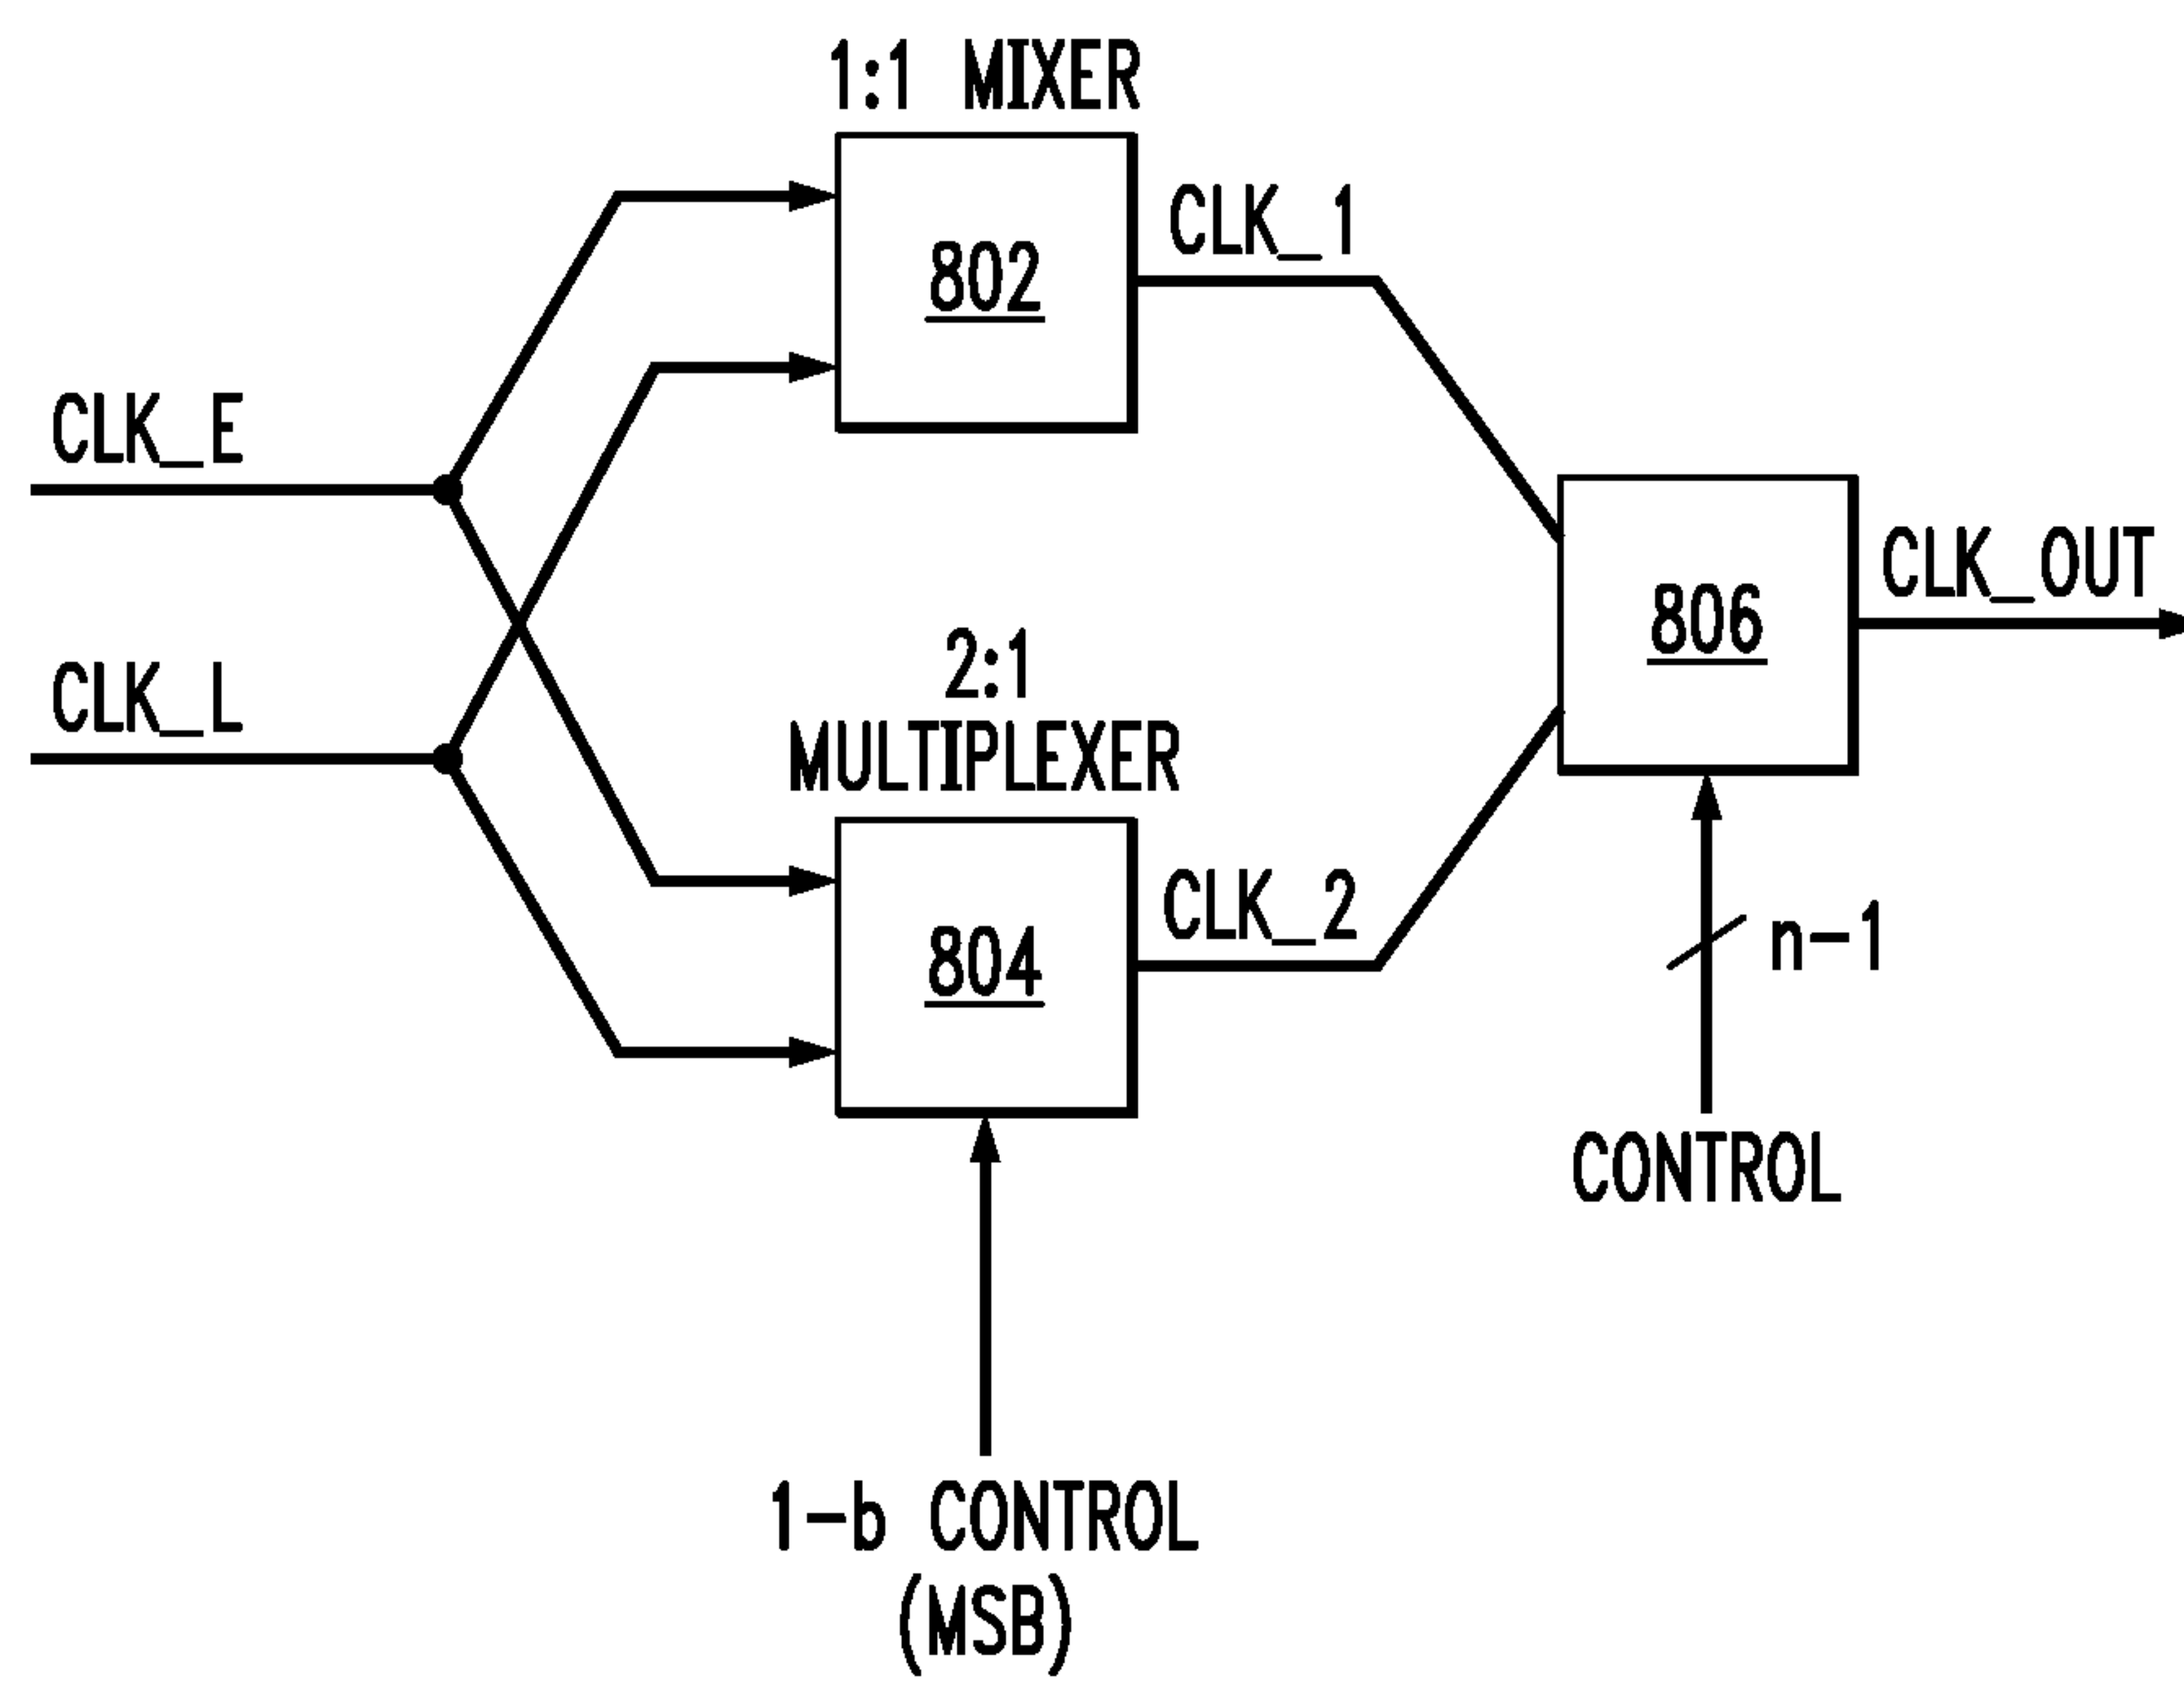 1:1 MIXER
802
CLK_1
CLK_E
CLK_L
2:1
MULTIPLEXER
804
CLK_2
806
CLK_OUT
n-1
CONTROL
1-b CONTROL
(MSB)